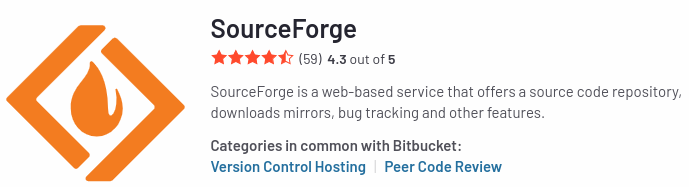 SourceForge
(59) 4.3 out of 5
SourceForge is a web-based service that offers a source code repository,
downloads mirrors, bug tracking and other features.
Categories in common with Bitbucket:
Version Control Hosting | Peer Code Review